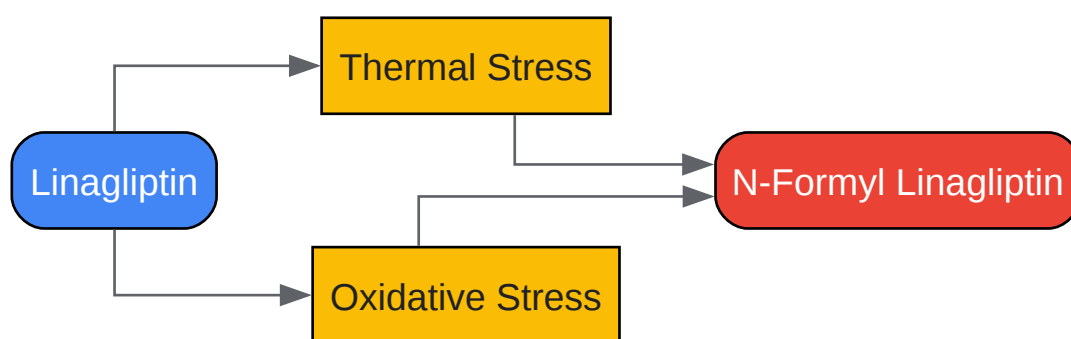 Thermal Stress
Linagliptin
N-Formyl Linagliptin
Oxidative Stress